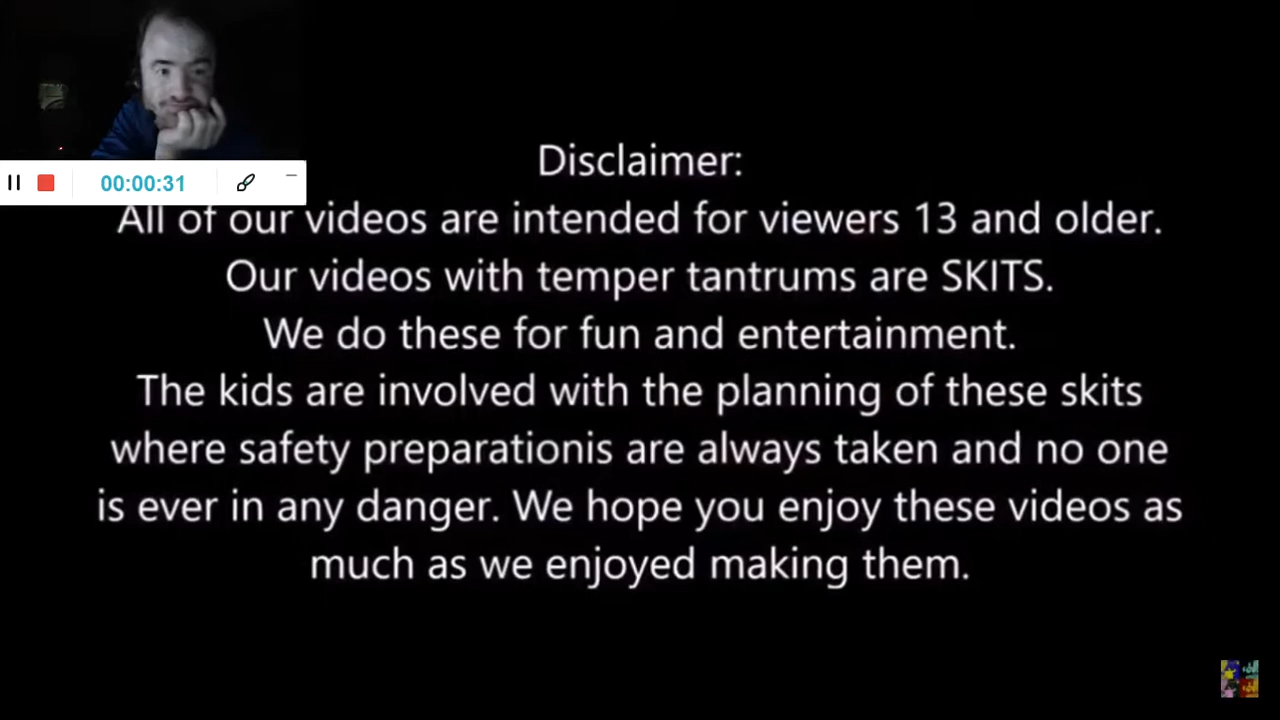 Disclaimer:
00:00:31
All of our videos are intended for viewers 13 and older.
Our videos with temper tantrums are SKITS.
We do these for fun and entertainment.
The kids are involved with the planning of these skits
where safety preparationis are always taken and no one
is ever in any danger. We hope you enjoy these videos as
much as we enjoyed making them.